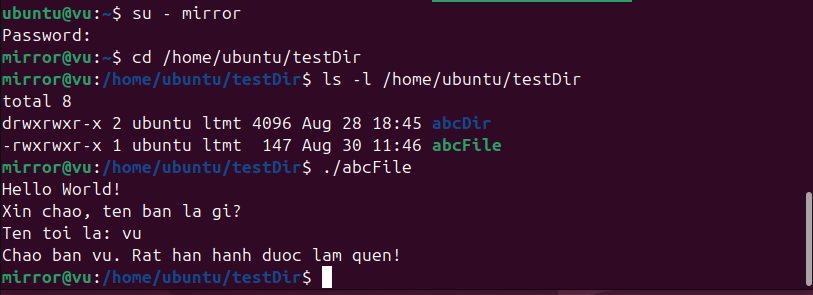 ubuntu@vu:~$ su - mirror
Password:
mirror@vu:~$ cd /home/ubuntu/testDir
mirror@vu:/home/ubuntu/testDir$ ls -l /home/ubuntu/testDir
total 8
drwxrwxr-x 2 ubuntu ltmt 4096 Aug 28 18:45 abcDir
-rwxrwxr-x 1 ubuntu ltmt  147 Aug 30 11:46 abcFile
mirror@vu:/home/ubuntu/testDir$ ./abcFile
Hello World!
Xin chao, ten ban la gi?
Ten toi la: vu
Chao ban vu. Rat han hanh duoc lam quen!
mirror@vu:/home/ubuntu/testDir$